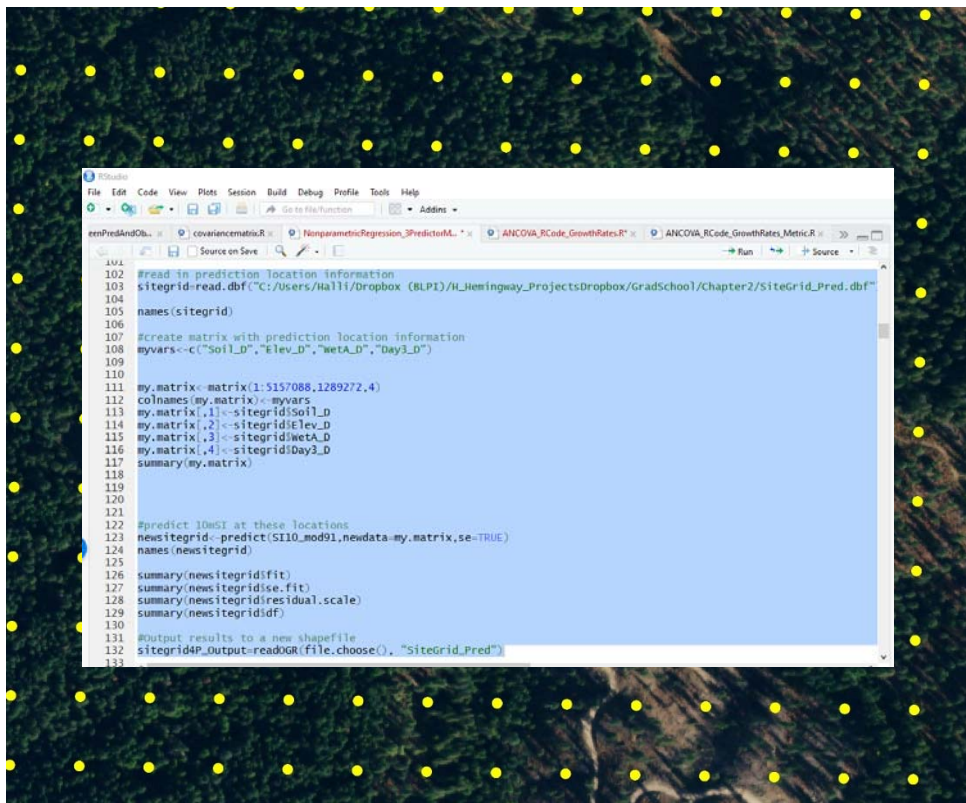 RStudio
File Edit Code View Plots Session Build Debug Profile Tools Help
Go to file/function Addins
eenPredAndOb... covariancematrix.R NonparametricRegression_3PredictorM...* ANCOVA_RCode_GrowthRates.R* ANCOVA_RCode_GrowthRates_Metric.R
Source on Save Run Source
101
102 #read in prediction location information
103 sitegrid=read.dbf("C:/Users/Halli/Dropbox (BLPI)/H_Hemingway_ProjectsDropbox/GradSchool/Chapter2/SiteGrid_Pred.dbf"
104
105 names(sitegrid)
106
107 #create matrix with prediction location information
108 myvars<-c("Soil_D","Elev_D","WetA_D","Day3_D")
109
110
111 my.matrix<-matrix(1:5157088,1289272,4)
112 colnames(my.matrix)<-myvars
113 my.matrix[,1]<-sitegrid$Soil_D
114 my.matrix[,2]<-sitegrid$Elev_D
115 my.matrix[,3]<-sitegrid$WetA_D
116 my.matrix[,4]<-sitegrid$Day3_D
117 summary(my.matrix)
118
119
120
121
122 #predict 10mSI at these locations
123 newsitegrid<-predict(SI10_mod91,newdata=my.matrix,se=TRUE)
124 names(newsitegrid)
125
126 summary(newsitegrid$fit)
127 summary(newsitegrid$se.fit)
128 summary(newsitegrid$residual.scale)
129 summary(newsitegrid$df)
130
131 #Output results to a new shapefile
132 sitegrid4P_Output=readOGR(file.choose(), "SiteGrid_Pred")
133